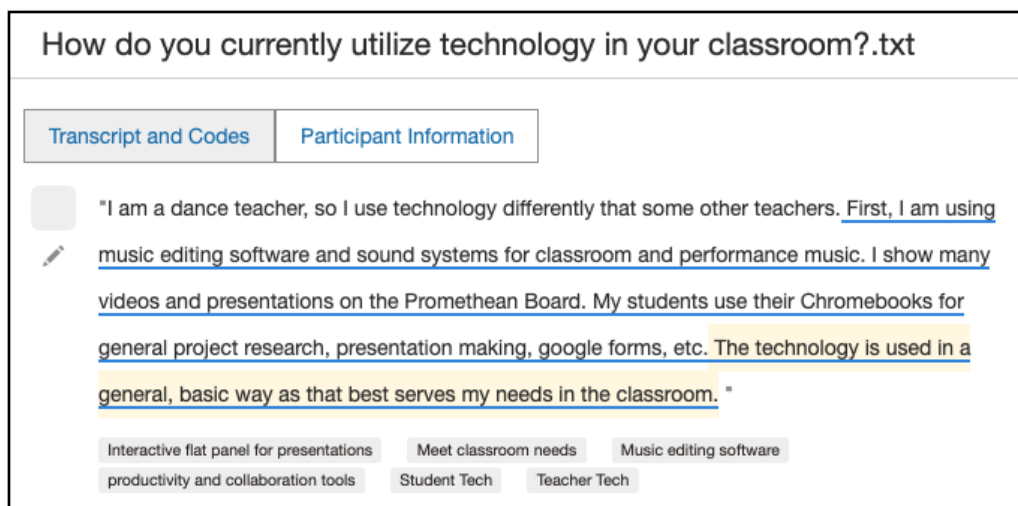 How do you currently utilize technology in your classroom?.txt
Transcript and Codes Participant Information
"I am a dance teacher, so I use technology differently that some other teachers. First, I am using
music editing software and sound systems for classroom and performance music. I show many
videos and presentations on the Promethean Board. My students use their Chromebooks for
general project research, presentation making, google forms, etc. The technology is used in a
general, basic way as that best serves my needs in the classroom. "
Interactive flat panel for presentations Meet classroom needs Music editing software
productivity and collaboration tools Student Tech Teacher Tech